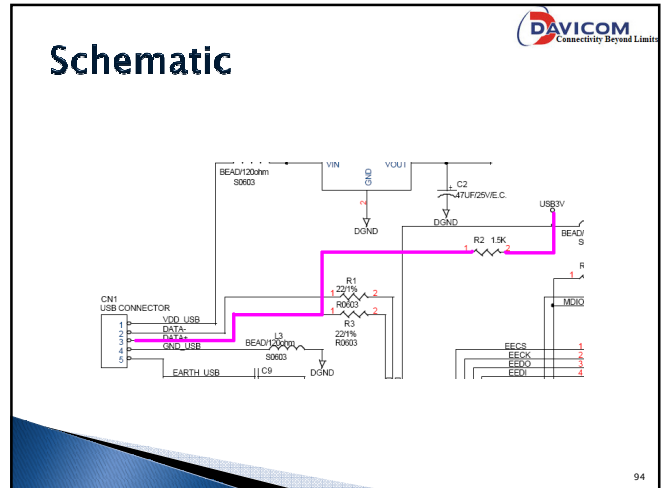 DAVICOM
Connectivity Beyond Limits
Schematic
BEAD/120ohm
S0603
VIN
GND
VOUT
2
DGND
C2
47UF/25V/E.C.
DGND
USB3V
BEAD/
R2 1.5K
1 2
1
MDIO
CN1
USB CONNECTOR
R1
22/1%
1 2
R0603
1 2
R3
22/1%
R0603
1 VDD_USB
2 DATA-
3 DATA+
4 GND_USB
5
L3
BEAD/120ohm
S0603
DGND
EARTH_USB
C9
EECS 1
EECK 2
EEDO 3
EEDI 4
94